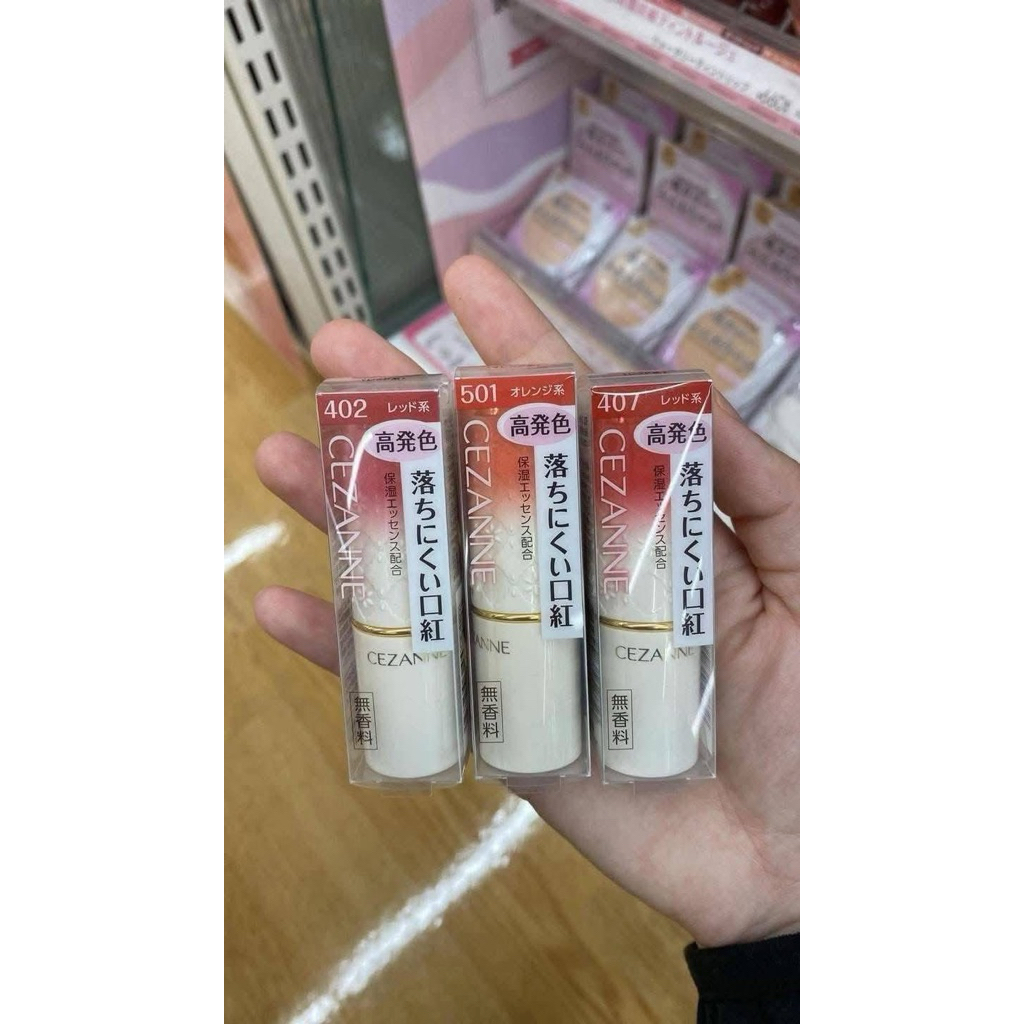 402 レッド系
高発色
落ちにくい口紅
保湿エッセンス配合
CEZANNE
CEZANNE
無香料
501 オレンジ系
高発色
落ちにくい口紅
保湿エッセンス配合
CEZANNE
ANNE
無香料
407 レッド系
高発色
落ちにくい口紅
保湿エッセンス配合
CEZANNE
CEZANNE
無香料